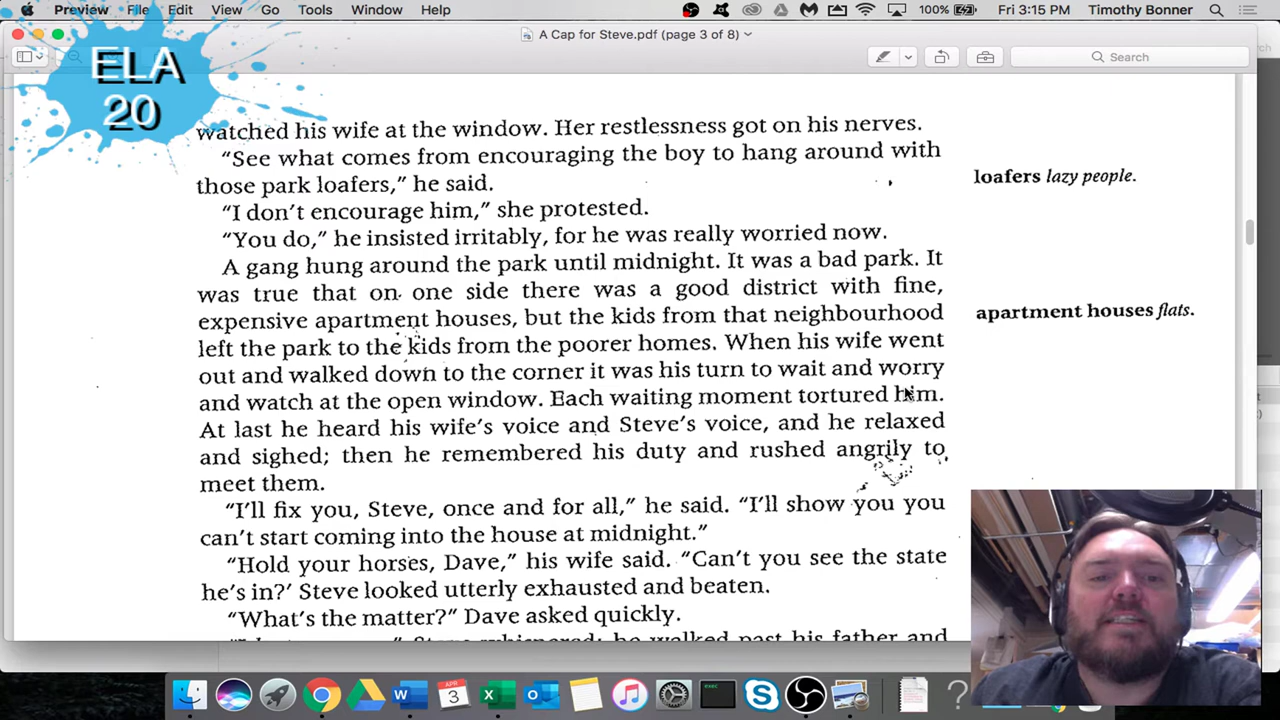 Preview File Edit View Go Tools Window Help 100% Fri 3:15 PM Timothy Bonner
A Cap for Steve.pdf (page 3 of 8)
Search
ELA
20
watched his wife at the window. Her restlessness got on his nerves.
"See what comes from encouraging the boy to hang around with
those park loafers," he said.
loafers lazy people.
"I don't encourage him," she protested.
"You do," he insisted irritably, for he was really worried now.
A gang hung around the park until midnight. It was a bad park. It
was true that on one side there was a good district with fine,
expensive apartment houses, but the kids from that neighbourhood
apartment houses flats.
left the park to the kids from the poorer homes. When his wife went
out and walked down to the corner it was his turn to wait and worry
and watch at the open window. Each waiting moment tortured him.
At last he heard his wife's voice and Steve's voice, and he relaxed
and sighed; then he remembered his duty and rushed angrily to
meet them.
"I'll fix you, Steve, once and for all," he said. "I'll show you you
can't start coming into the house at midnight."
"Hold your horses, Dave," his wife said. "Can't you see the state
he's in?' Steve looked utterly exhausted and beaten.
"What's the matter?" Dave asked quickly.
Steve whispered; he walked past his father and
APR
3